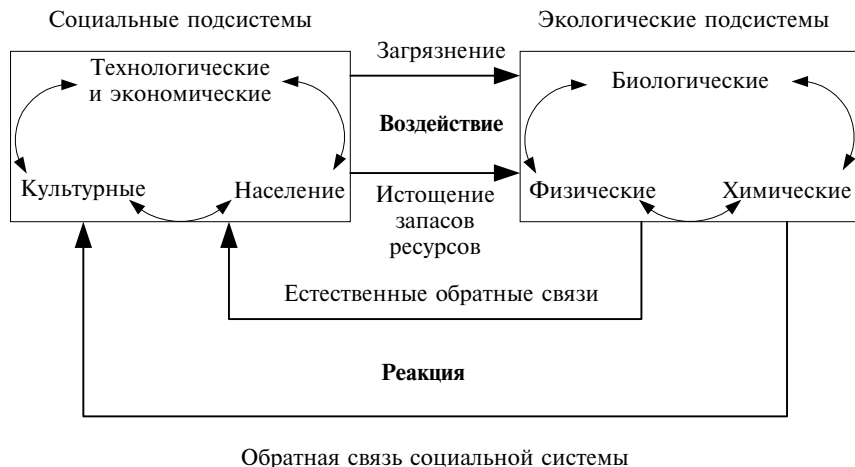 Социальные подсистемы
Экологические подсистемы
Технологические
и экономические
Культурные
Население
Загрязнение
Воздействие
Истощение
запасов
ресурсов
Биологические
Физические
Химические
Естественные обратные связи
Реакция
Обратная связь социальной системы